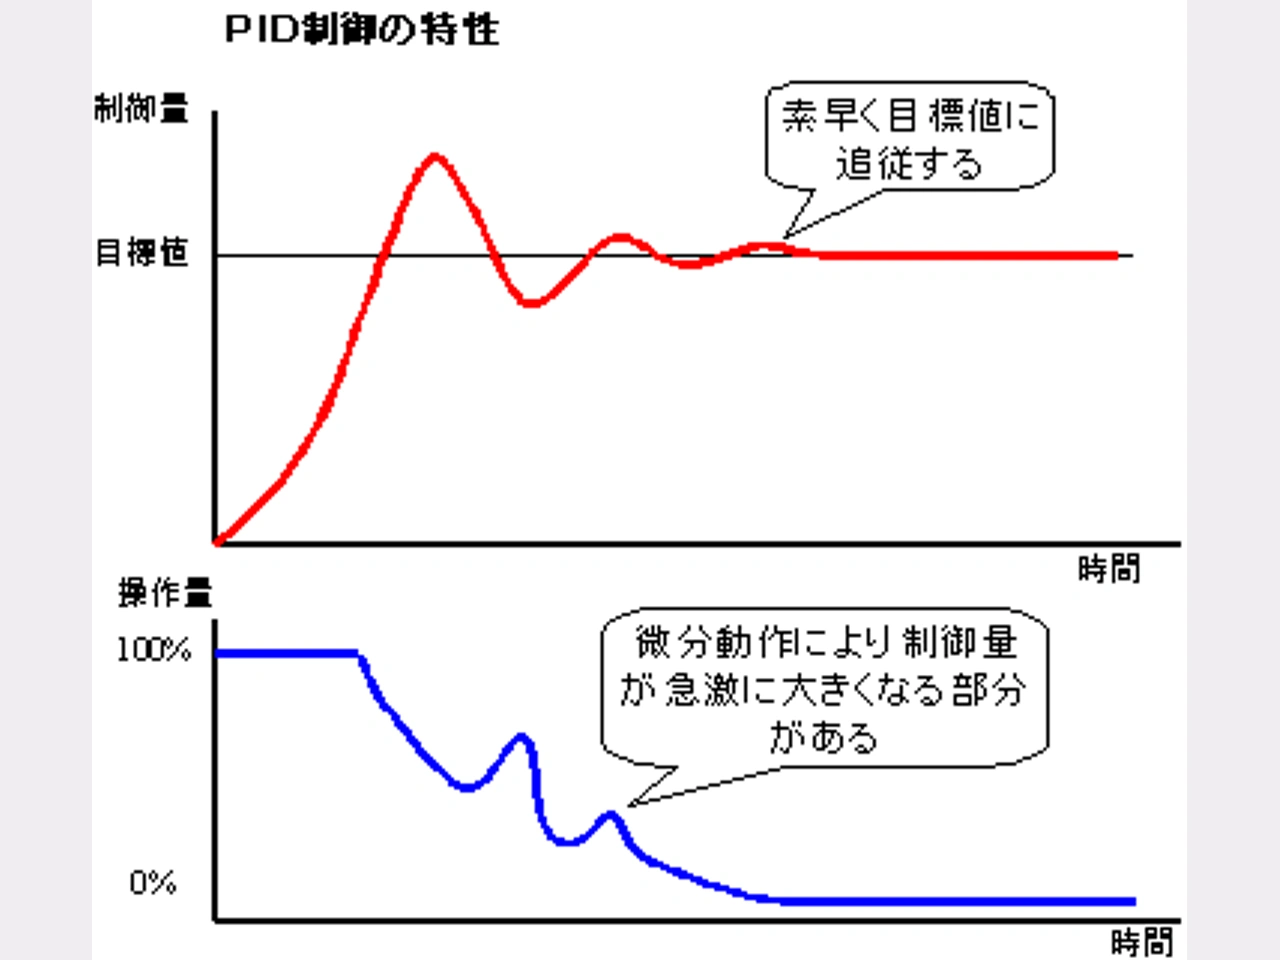 PID制御の特性
制御量
素早く目標値に
追従する
目標値
時間
操作量
100%
微分動作により制御量
が急激に大きくなる部分
がある
0%
時間